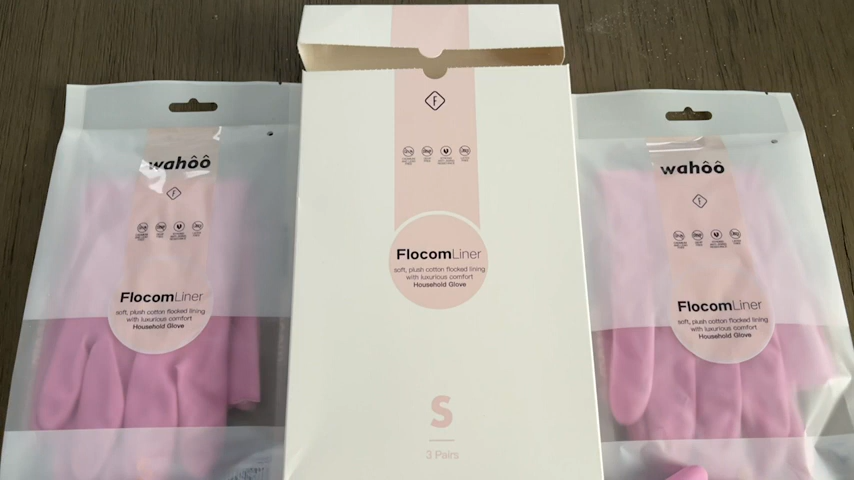 wahôô
F
FlocomLiner
soft, plush cotton flocked lining
with luxurious comfort
Household Glove
F
FlocomLiner
soft, plush cotton flocked lining
with luxurious comfort
Household Glove
S
3 Pairs
wahôô
F
FlocomLiner
soft, plush cotton flocked lining
with luxurious comfort
Household Glove